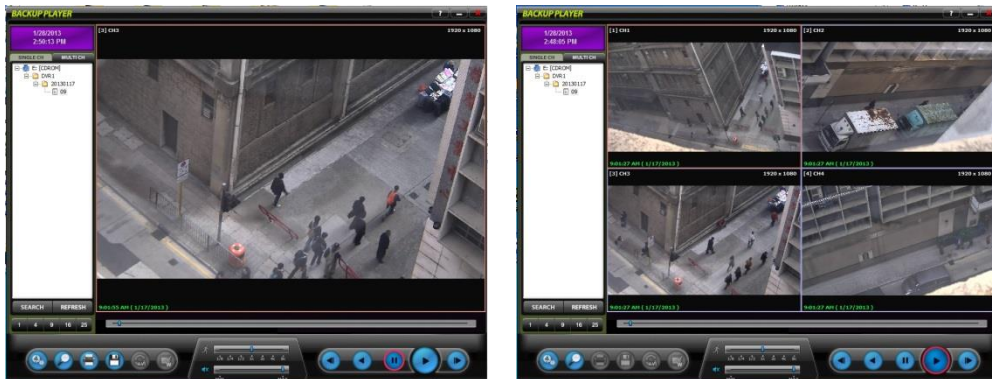 BACKUP PLAYER
1/28/2013
2:50:13 PM
SINGLE CH
MULTI CH
E: [CDROM]
DVR1
20130117
09
SEARCH
REFRESH
1 4 9 16 25
[3] CH3
1920 x 1080
9:01:55 AM ( 1/17/2013 )
BACKUP PLAYER
1/28/2013
2:48:05 PM
SINGLE CH
MULTI CH
E: [CDROM]
DVR1
20130117
09
SEARCH
REFRESH
1 4 9 16 25
[1] CH1
1920 x 1080
9:01:27 AM ( 1/17/2013 )
[2] CH2
1920 x 1080
9:01:27 AM ( 1/17/2013 )
[3] CH3
1920 x 1080
9:01:27 AM ( 1/17/2013 )
[4] CH4
1920 x 1080
9:01:27 AM ( 1/17/2013 )